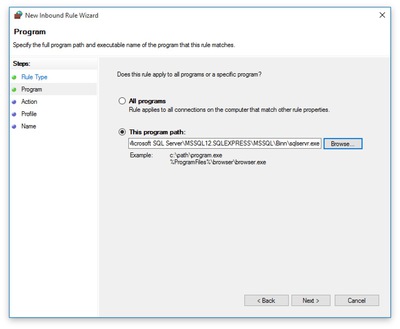 New Inbound Rule Wizard
Program
Specify the full program path and executable name of the program that this rule matches.
Steps:
Rule Type
Program
Action
Profile
Name
Does this rule apply to all programs or a specific program?
All programs
Rule applies to all connections on the computer that match other rule properties.
This program path:
Microsoft SQL Server\MSSQL12.SQLEXPRESS\MSSQL\Binn\sqlservr.exe
Browse...
Example:
c:\path\program.exe
%ProgramFiles%\browser\browser.exe
< Back
Next >
Cancel